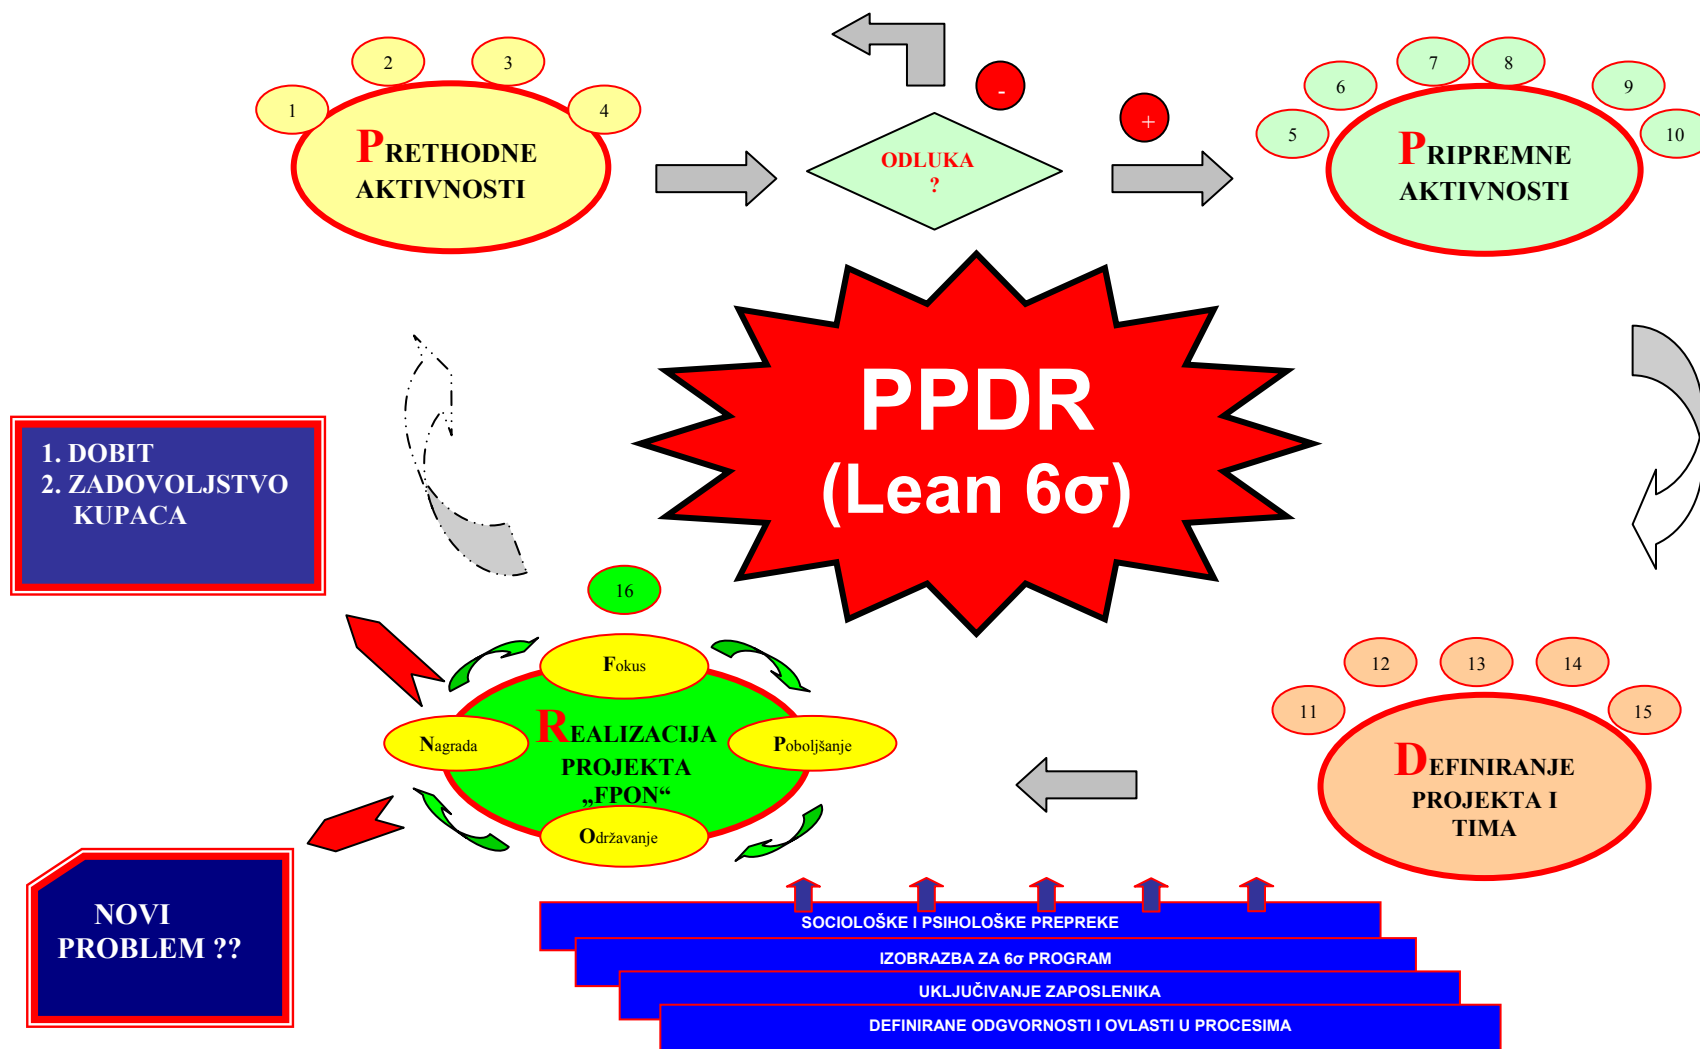 1
2
3
4
PRETHODNE
AKTIVNOSTI
ODLUKA
?
-
+
5
6
7
8
9
10
PRIPREMNE
AKTIVNOSTI
PPDR
(Lean 6σ)
1. DOBIT
2. ZADOVOLJSTVO
KUPACA
16
Fokus
Nagrada
REALIZACIJA
PROJEKTA
„FPON“
Poboljšanje
Održavanje
11
12
13
14
15
DEFINIRANJE
PROJEKTA I
TIMA
NOVI
PROBLEM ??
SOCIOLOŠKE I PSIHOLOŠKE PREPREKE
IZOBRAZBA ZA 6σ PROGRAM
UKLJUČIVANJE ZAPOSLENIKA
DEFINIRANE ODGVORNOSTI I OVLASTI U PROCESIMA